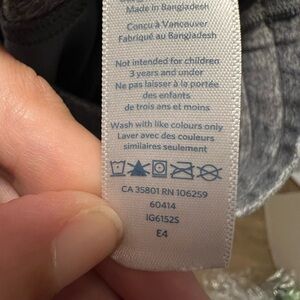 Made in Bangladesh
Conçu à Vancouver
Fabriqué au Bangladesh
Not intended for children
3 years and under
Ne pas laisser à la portée
des enfants
de trois ans et moins
Wash with like colours only
Laver avec des couleurs
similaires seulement
CA 35801 RN 106259
60414
IG6152S
E4